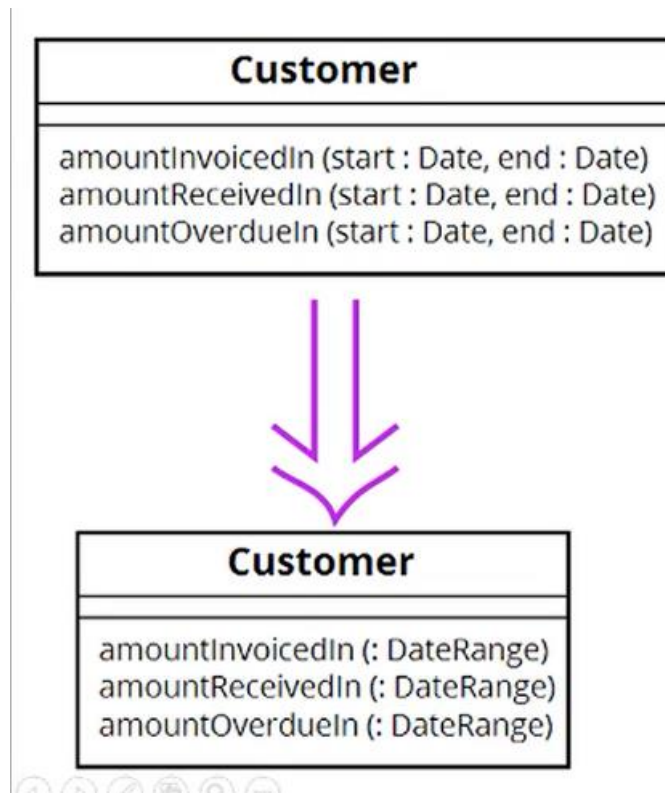 Customer
amountInvoicedIn (start : Date, end : Date)
amountReceivedIn (start : Date, end : Date)
amountOverdueIn (start : Date, end : Date)
Customer
amountInvoicedIn (: DateRange)
amountReceivedIn (: DateRange)
amountOverdueIn (: DateRange)